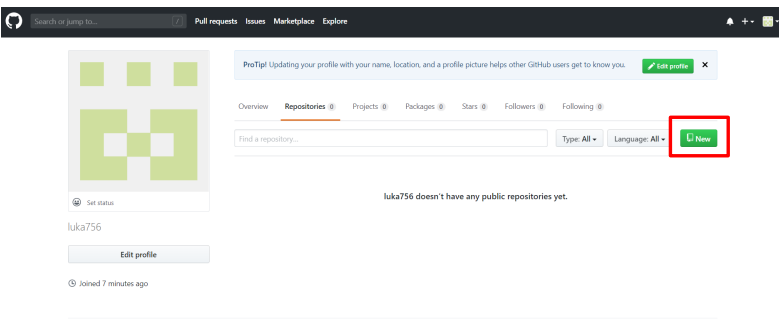 Search or jump to... / Pull requests Issues Marketplace Explore
ProTip! Updating your profile with your name, location, and a profile picture helps other GitHub users get to know you. Edit profile
Overview Repositories 0 Projects 0 Packages 0 Stars 0 Followers 0 Following 0
Find a repository... Type: All Language: All New
luka756 doesn't have any public repositories yet.
Set status
luka756
Edit profile
Joined 7 minutes ago